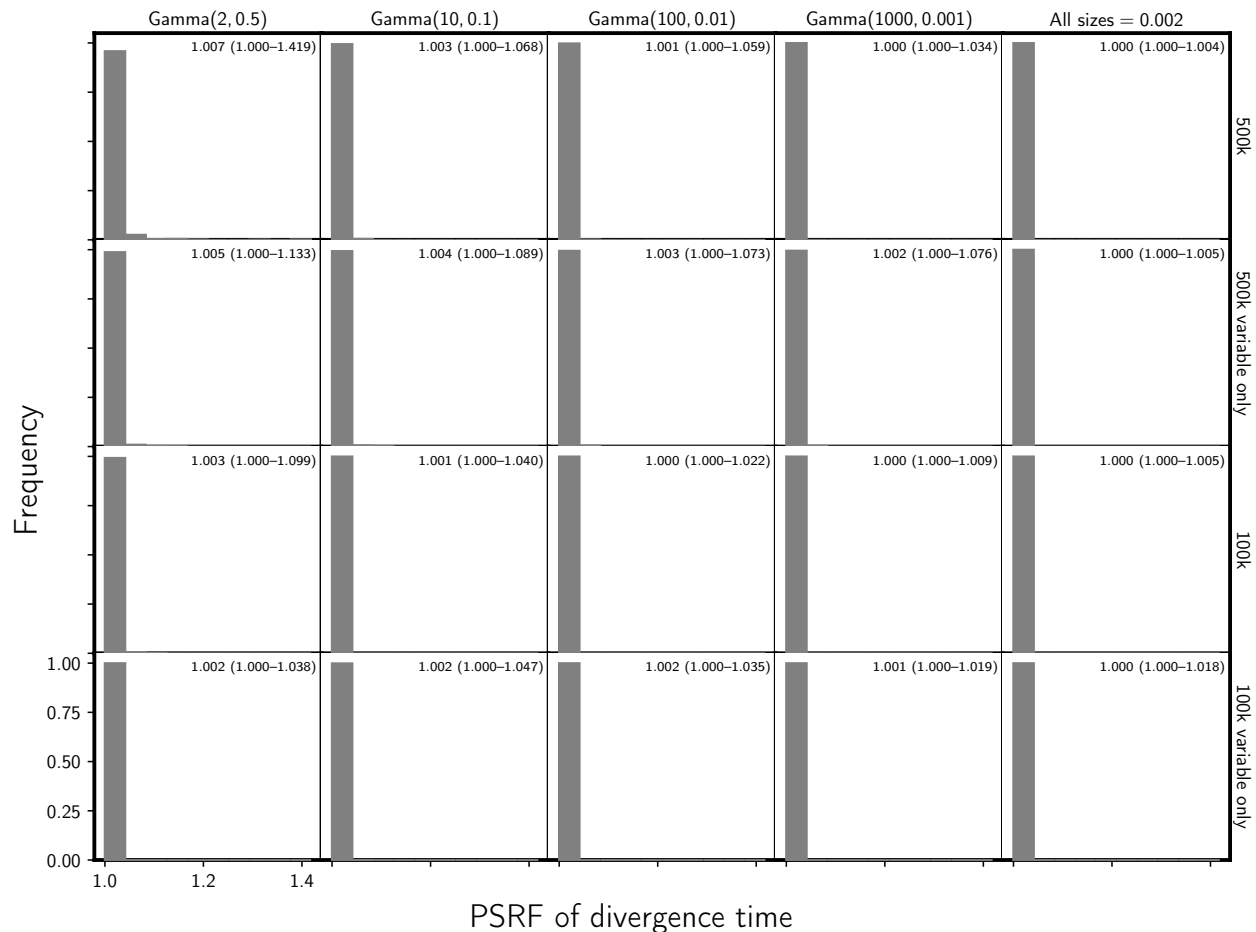 Gamma(2, 0.5) Gamma(10, 0.1) Gamma(100, 0.01) Gamma(1000, 0.001) All sizes = 0.002
1.007 (1.000–1.419) 1.003 (1.000–1.068) 1.001 (1.000–1.059) 1.000 (1.000–1.034) 1.000 (1.000–1.004)
500k
1.005 (1.000–1.133) 1.004 (1.000–1.089) 1.003 (1.000–1.073) 1.002 (1.000–1.076) 1.000 (1.000–1.005)
500k variable only
Frequency
1.003 (1.000–1.099) 1.001 (1.000–1.040) 1.000 (1.000–1.022) 1.000 (1.000–1.009) 1.000 (1.000–1.005)
100k
1.002 (1.000–1.038) 1.002 (1.000–1.047) 1.002 (1.000–1.035) 1.001 (1.000–1.019) 1.000 (1.000–1.018)
100k variable only
1.00
0.75
0.50
0.25
0.00
1.0 1.2 1.4
PSRF of divergence time